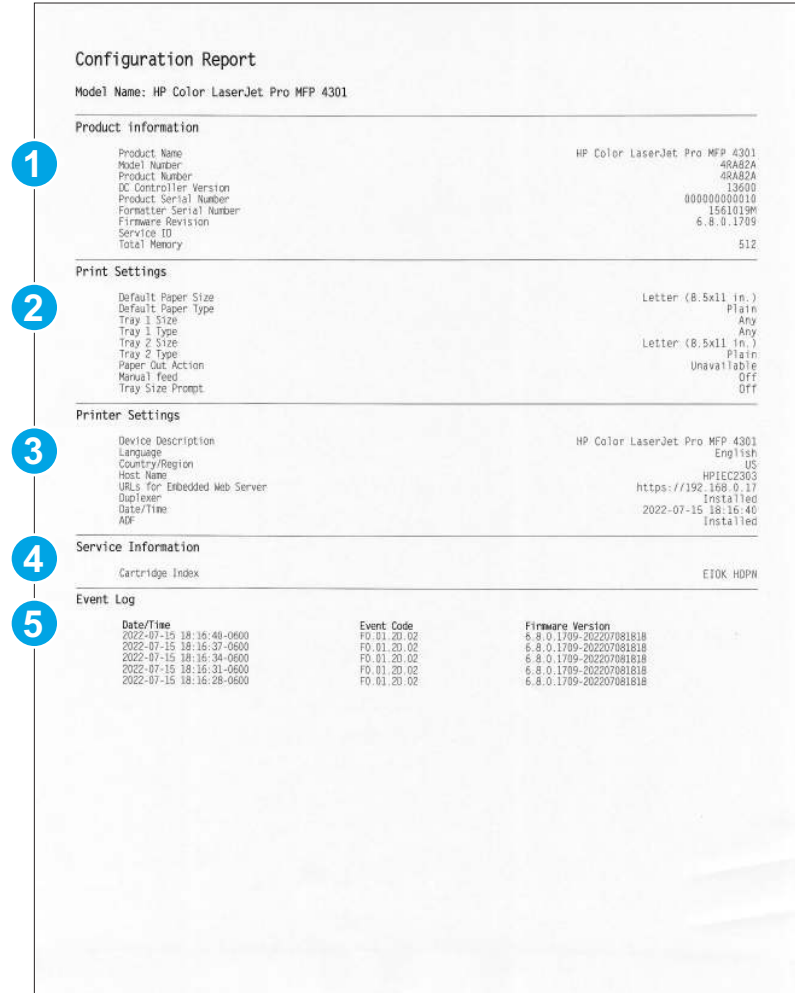 Configuration Report
Model Name: HP Color LaserJet Pro MFP 4301
Product information
1
Product Name HP Color LaserJet Pro MFP 4301
Model Number 4RA82A
Product Number 4RA82A
DC Controller Version 13600
Product Serial Number 000000000010
Formatter Serial Number 1561019M
Firmware Revision 6.8.0.1709
Service ID
Total Memory 512
Print Settings
2
Default Paper Size Letter (8.5x11 in.)
Default Paper Type Plain
Tray 1 Size Any
Tray 1 Type Any
Tray 2 Size Letter (8.5x11 in.)
Tray 2 Type Plain
Paper Out Action Unavailable
Manual feed Off
Tray Size Prompt Off
Printer Settings
3
Device Description HP Color LaserJet Pro MFP 4301
Language English
Country/Region US
Host Name HPIEC2303
URLs for Embedded Web Server https://192.168.0.17
Duplexer Installed
Date/Time 2022-07-15 18:16:40
ADF Installed
4
Service Information
Cartridge Index EIOK HDPN
5
Event Log
Date/Time Event Code Firmware Version
2022-07-15 18:16:40-0600 F0.01.20.02 6.8.0.1709-202207081818
2022-07-15 18:16:37-0600 F0.01.20.02 6.8.0.1709-202207081818
2022-07-15 18:16:34-0600 F0.01.20.02 6.8.0.1709-202207081818
2022-07-15 18:16:31-0600 F0.01.20.02 6.8.0.1709-202207081818
2022-07-15 18:16:28-0600 F0.01.20.02 6.8.0.1709-202207081818